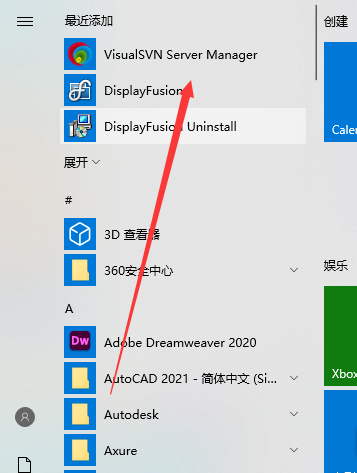 最近添加
创建
VisualSVN Server Manager
DisplayFusion
Cale
DisplayFusion Uninstall
展开
#
3D 查看器
娱乐
360安全中心
A
Dw
Adobe Dreamweaver 2020
Xbox
AutoCAD 2021 - 简体中文 (Si...
Autodesk
Axure